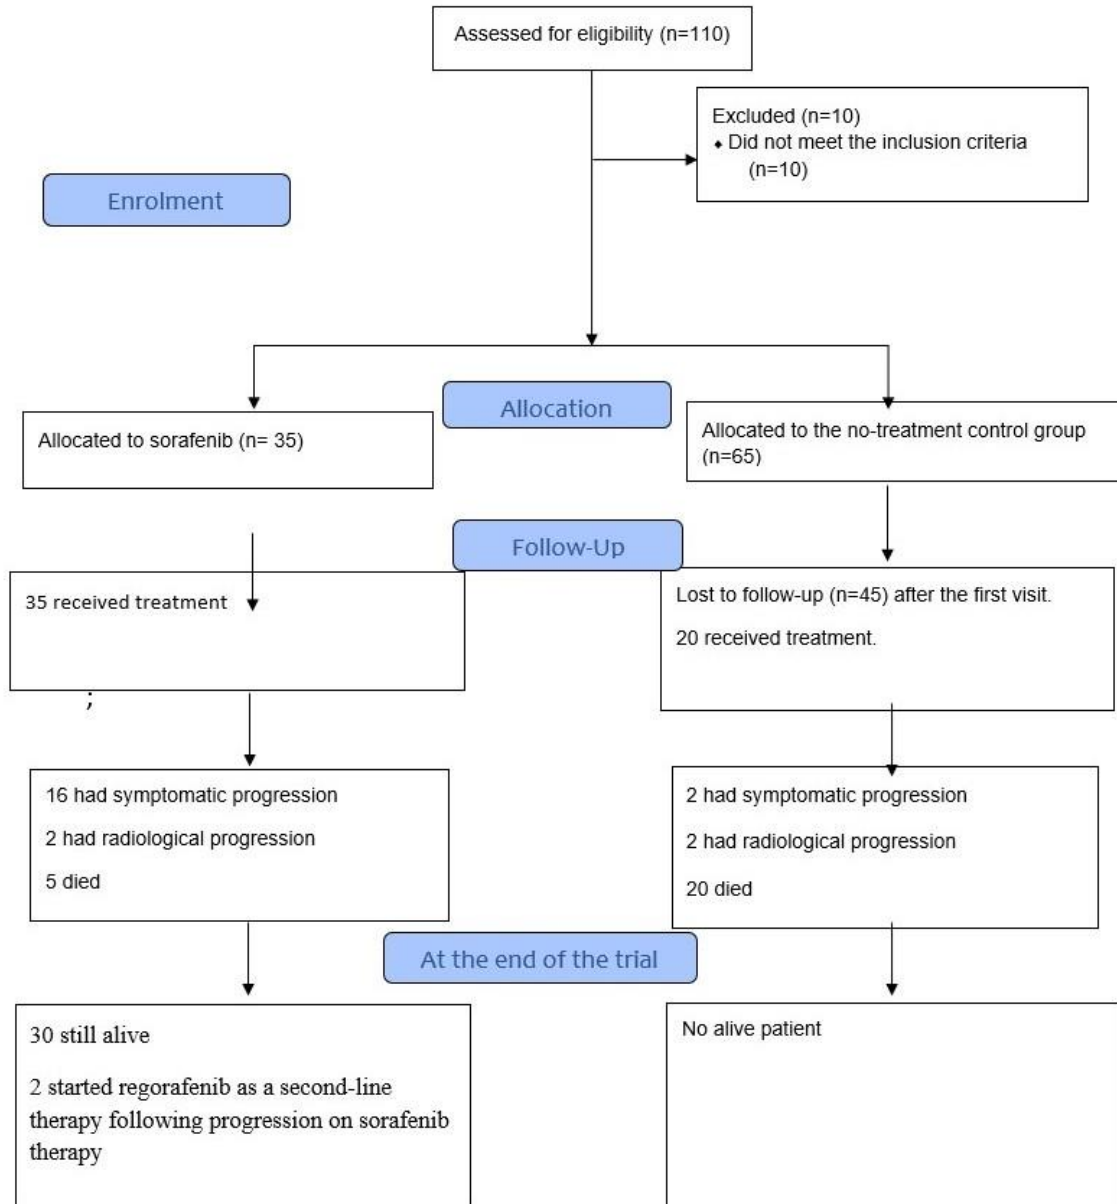 Assessed for eligibility (n=110)
Excluded (n=10)
⬥ Did not meet the inclusion criteria
(n=10)
Enrolment
Allocation
Allocated to sorafenib (n= 35)
Allocated to the no-treatment control group
(n=65)
Follow-Up
35 received treatment
;
Lost to follow-up (n=45) after the first visit.
20 received treatment.
16 had symptomatic progression
2 had radiological progression
5 died
2 had symptomatic progression
2 had radiological progression
20 died
At the end of the trial
30 still alive
2 started regorafenib as a second-line
therapy following progression on sorafenib
therapy
No alive patient